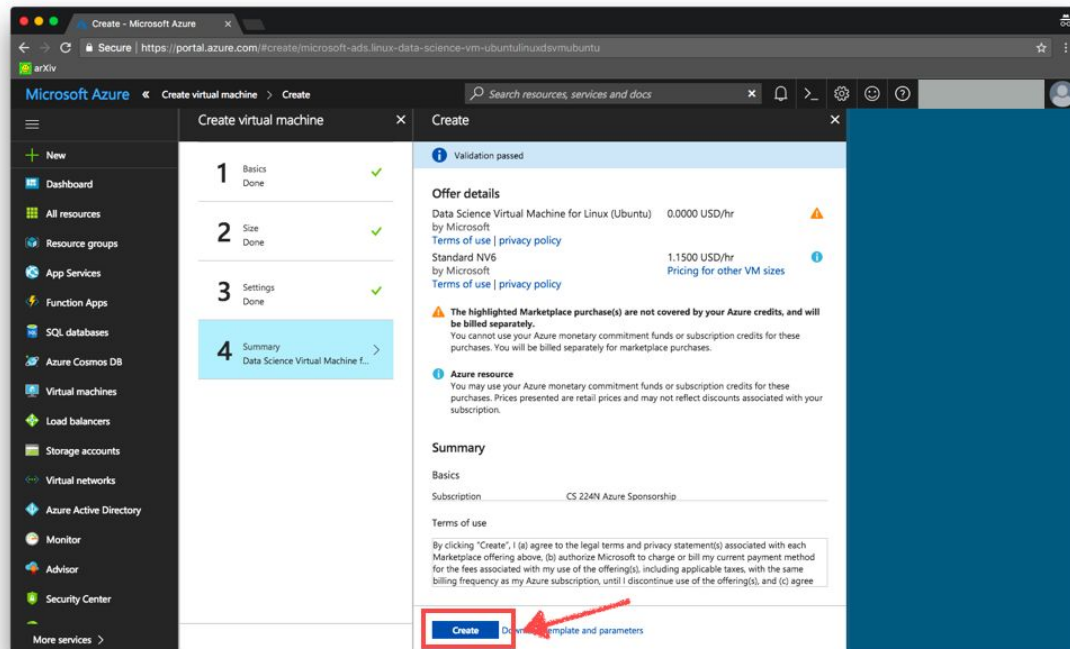 Create - Microsoft Azure
Secure | https://portal.azure.com/#create/microsoft-ads.linux-data-science-vm-ubuntulinuxdsvmubuntu
arXiv
Microsoft Azure « Create virtual machine > Create
Search resources, services and docs
New
Dashboard
All resources
Resource groups
App Services
Function Apps
SQL databases
Azure Cosmos DB
Virtual machines
Load balancers
Storage accounts
Virtual networks
Azure Active Directory
Monitor
Advisor
Security Center
More services >
Create virtual machine
1 Basics
Done
2 Size
Done
3 Settings
Done
4 Summary
Data Science Virtual Machine f...
Create
Validation passed
Offer details
Data Science Virtual Machine for Linux (Ubuntu) 0.0000 USD/hr
by Microsoft
Terms of use | privacy policy
Standard NV6 1.1500 USD/hr
by Microsoft Pricing for other VM sizes
Terms of use | privacy policy
The highlighted Marketplace purchase(s) are not covered by your Azure credits, and will
be billed separately.
You cannot use your Azure monetary commitment funds or subscription credits for these
purchases. You will be billed separately for marketplace purchases.
Azure resource
You may use your Azure monetary commitment funds or subscription credits for these
purchases. Prices presented are retail prices and may not reflect discounts associated with your
subscription.
Summary
Basics
Subscription CS 224N Azure Sponsorship
Terms of use
By clicking "Create", I (a) agree to the legal terms and privacy statement(s) associated with each
Marketplace offering above, (b) authorize Microsoft to charge or bill my current payment method
for the fees associated with my use of the offering(s), including applicable taxes, with the same
billing frequency as my Azure subscription, until I discontinue use of the offering(s), and (c) agree
Create template and parameters